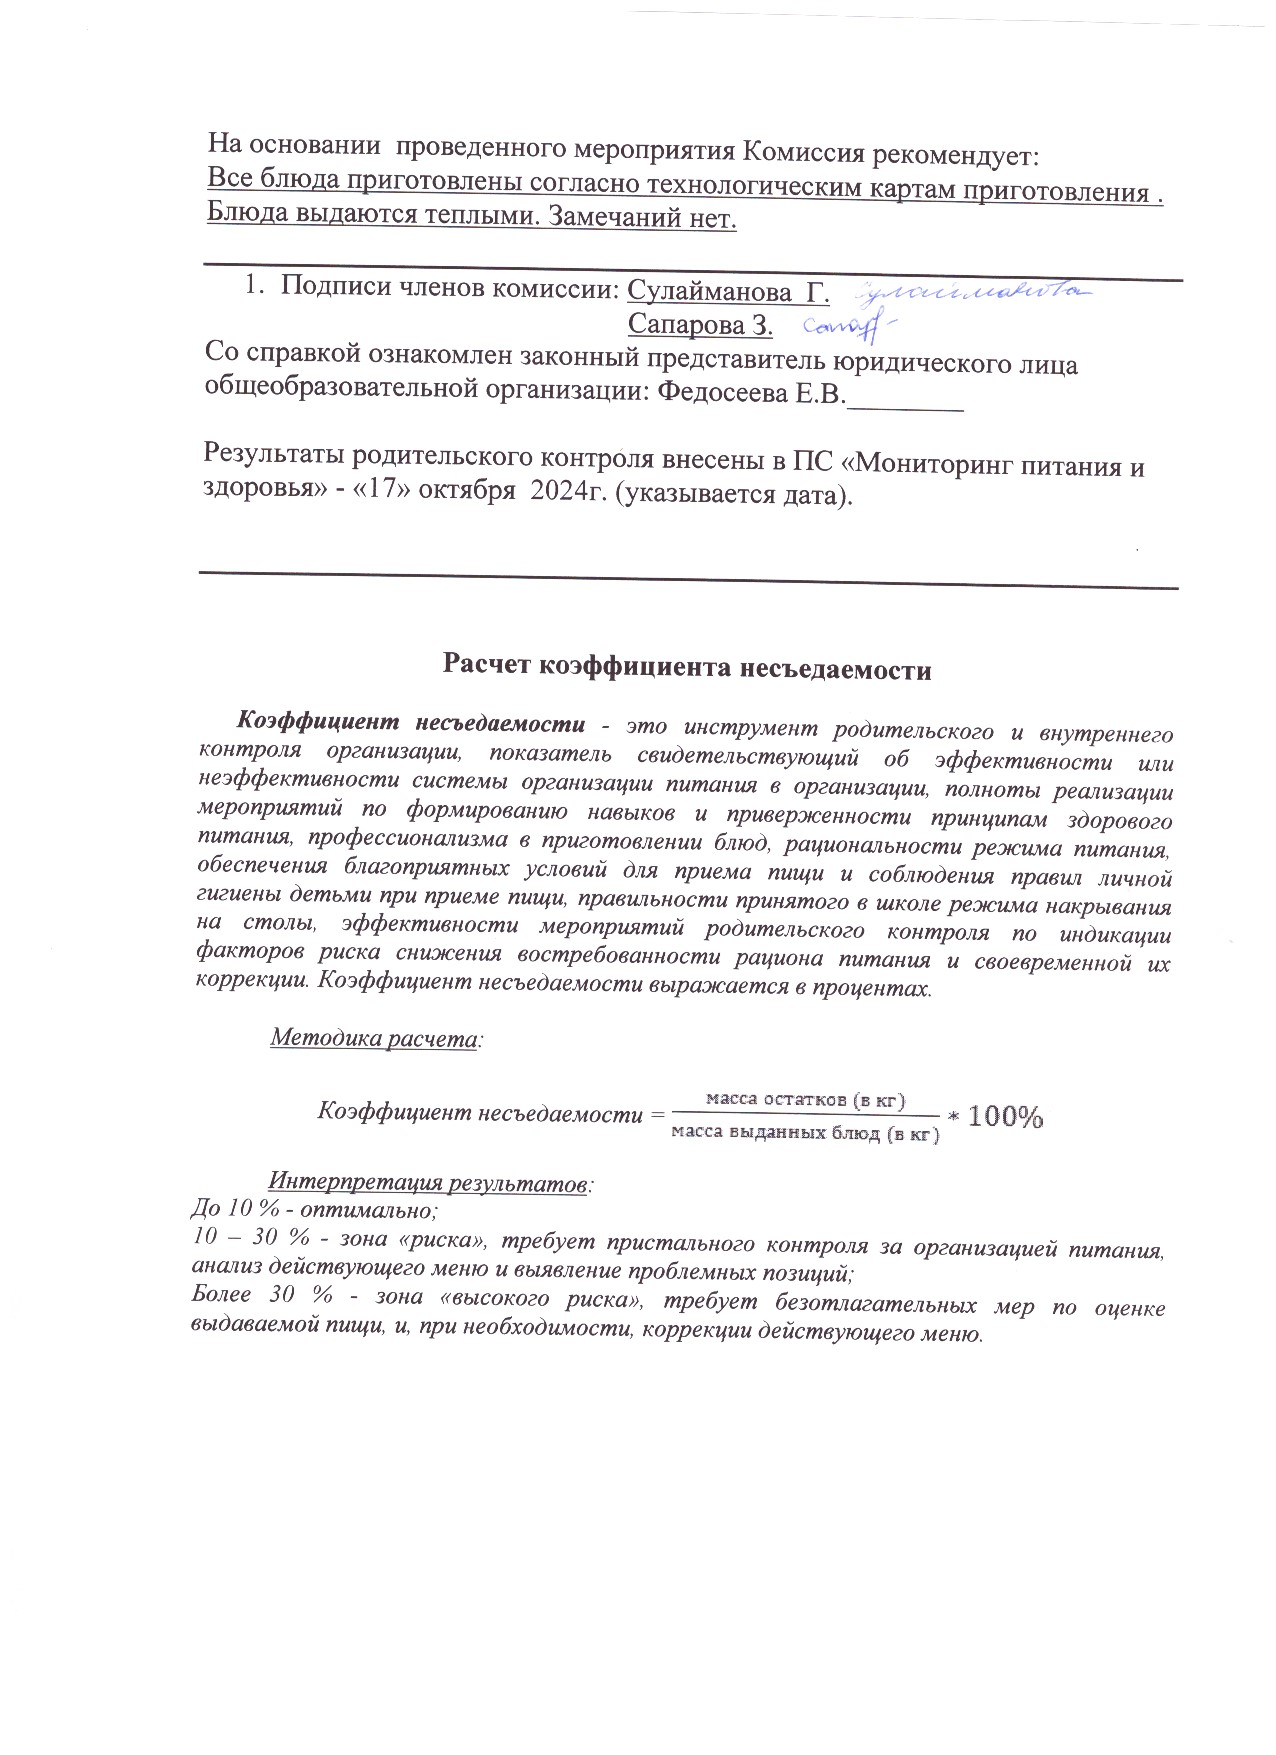 На основании проведенного мероприятия Комиссия рекомендует:
Все блюда приготовлены согласно технологическим картам приготовления .
Блюда выдаются теплыми. Замечаний нет.
1. Подписи членов комиссии: Сулайманова Г. Сулайманова
Сапарова З.
Со справкой ознакомлен законный представитель юридического лица
общеобразовательной организации: Федосеева Е.В.________
Результаты родительского контроля внесены в ПС «Мониторинг питания и
здоровья» - «17» октября 2024г. (указывается дата).
Расчет коэффициента несъедаемости
Коэффициент несъедаемости - это инструмент родительского и внутреннего
контроля организации, показатель свидетельствующий об эффективности или
неэффективности системы организации питания в организации, полноты реализации
мероприятий по формированию навыков и приверженности принципам здорового
питания, профессионализма в приготовлении блюд, рациональности режима питания,
обеспечения благоприятных условий для приема пищи и соблюдения правил личной
гигиены детьми при приеме пищи, правильности принятого в школе режима накрывания
на столы, эффективности мероприятий родительского контроля по индикации
факторов риска снижения востребованности рациона питания и своевременной их
коррекции. Коэффициент несъедаемости выражается в процентах.
Методика расчета:
Коэффициент несъедаемости = масса остатков (в кг) / масса выданных блюд (в кг) * 100%
Интерпретация результатов:
До 10 % - оптимально;
10 – 30 % - зона «риска», требует пристального контроля за организацией питания,
анализ действующего меню и выявление проблемных позиций;
Более 30 % - зона «высокого риска», требует безотлагательных мер по оценке
выдаваемой пищи, и, при необходимости, коррекции действующего меню.